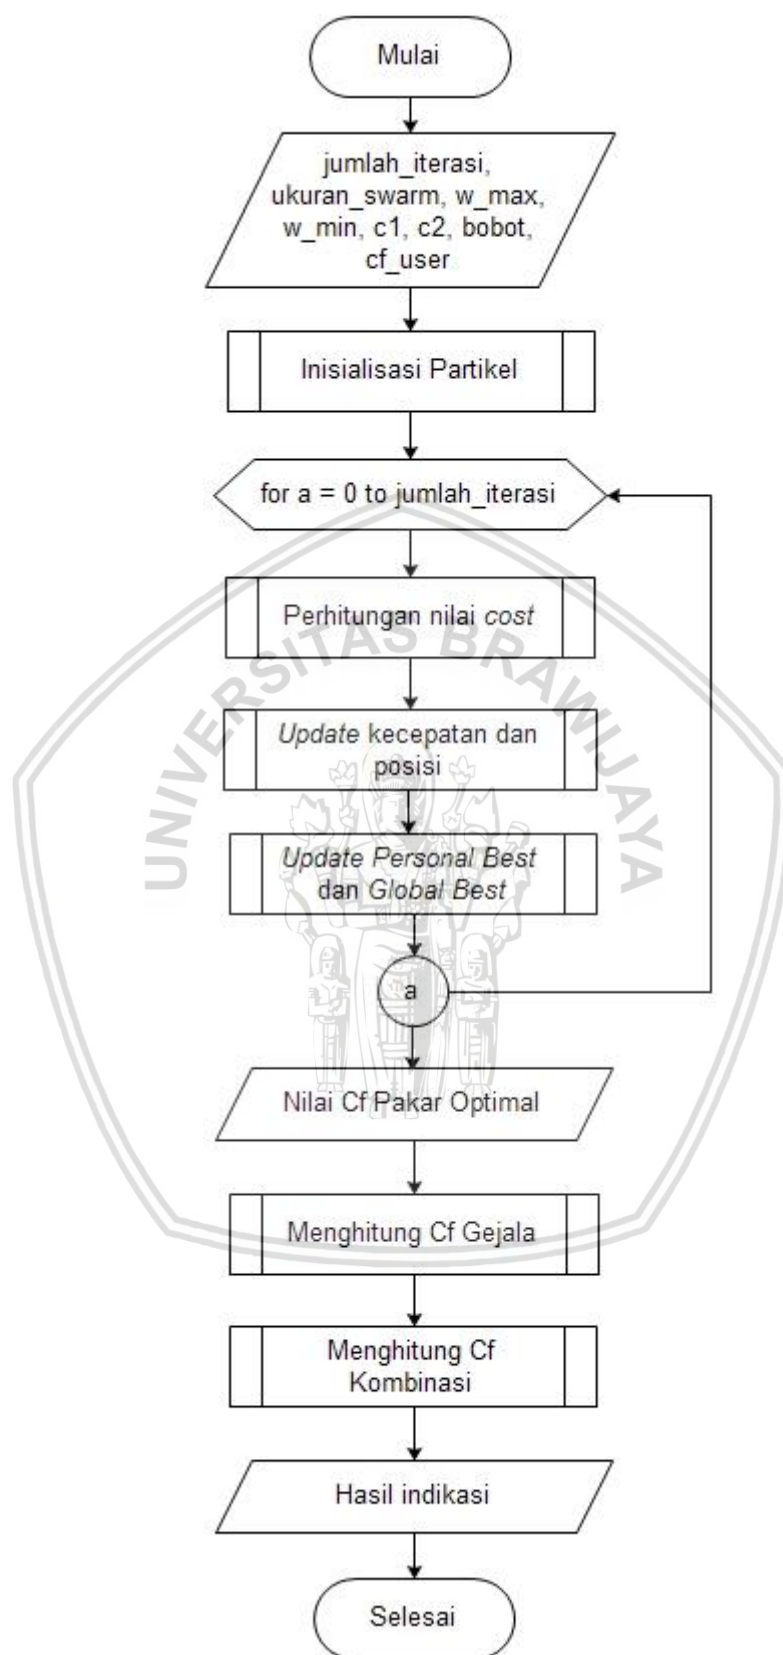 Mulai
jumlah_iterasi,
ukuran_swarm, w_max,
w_min, c1, c2, bobot,
cf_user
Inisialisasi Partikel
for a = 0 to jumlah_iterasi
Perhitungan nilai cost
UNIVERSITAS BRAWIJAYA
Update kecepatan dan
posisi
Update Personal Best
dan Global Best
a
Nilai Cf Pakar Optimal
Menghitung Cf Gejala
Menghitung Cf
Kombinasi
Hasil indikasi
Selesai